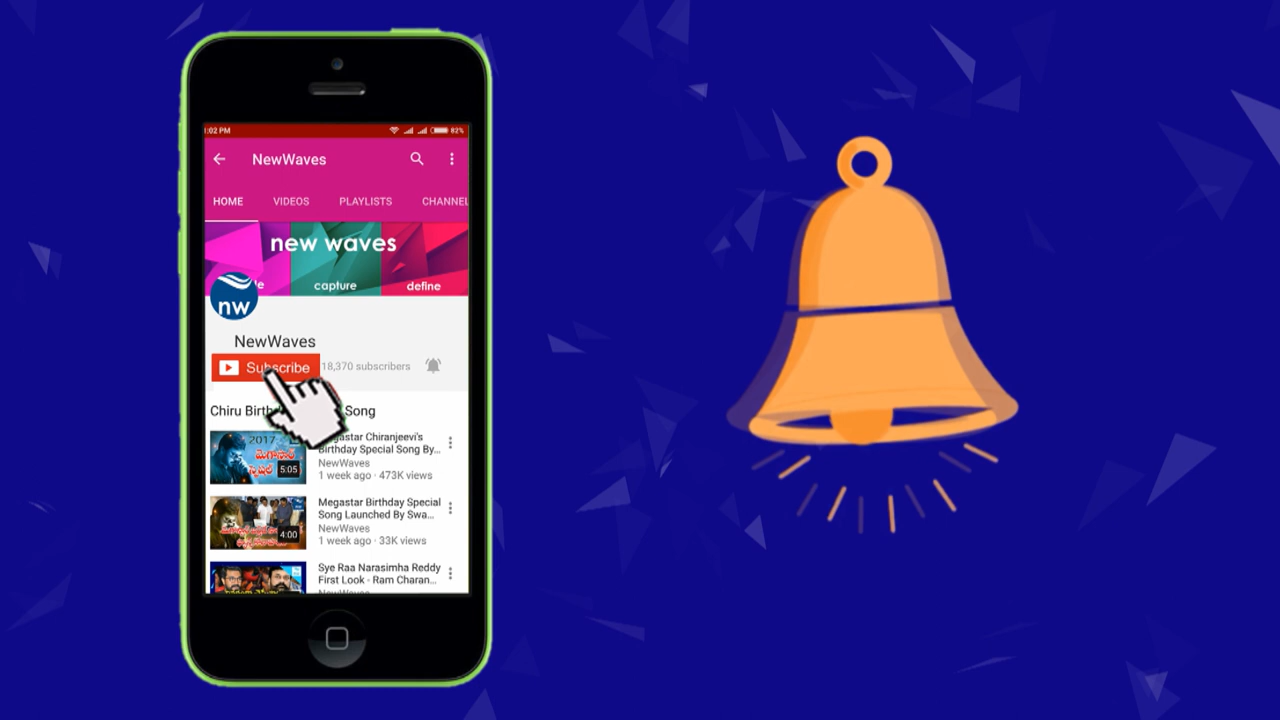 :02 PM
82%
NewWaves
HOME
VIDEOS
PLAYLISTS
CHANNEL
new waves
capture
define
nw
NewWaves
Subscribe
18,370 subscribers
Chiru Birth
Song
2017
మెగాస్టార్
స్పెషల్
5:05
gastar Chiranjeevi's
Birthday Special Song By...
NewWaves
1 week ago · 473K views
4:00
Megastar Birthday Special
Song Launched By Swa...
NewWaves
1 week ago · 33K views
Sye Raa Narasimha Reddy
First Look - Ram Charan...
NewWaves